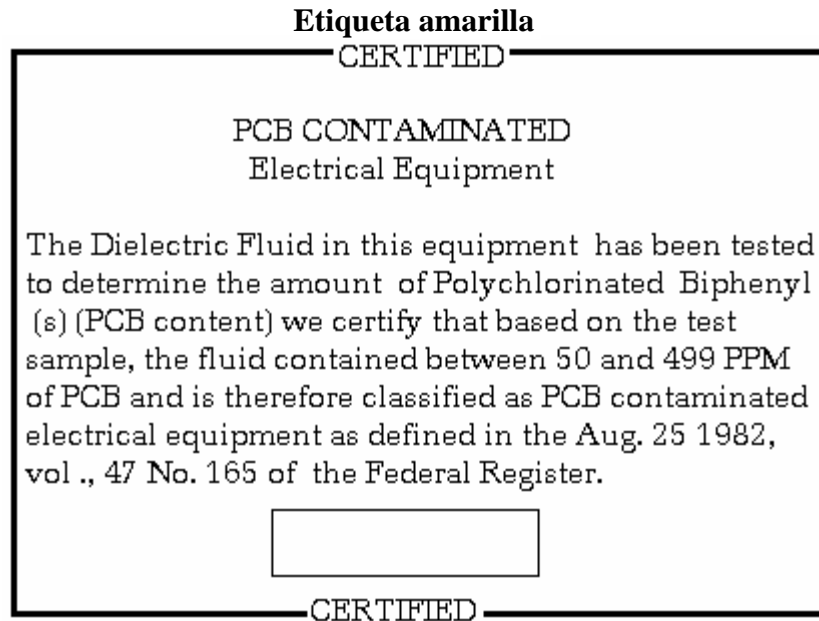 Etiqueta amarilla
CERTIFIED
PCB CONTAMINATED
Electrical Equipment
The Dielectric Fluid in this equipment has been tested
to determine the amount of Polychlorinated Biphenyl
(s) (PCB content) we certify that based on the test
sample, the fluid contained between 50 and 499 PPM
of PCB and is therefore classified as PCB contaminated
electrical equipment as defined in the Aug. 25 1982,
vol ., 47 No. 165 of the Federal Register.
CERTIFIED